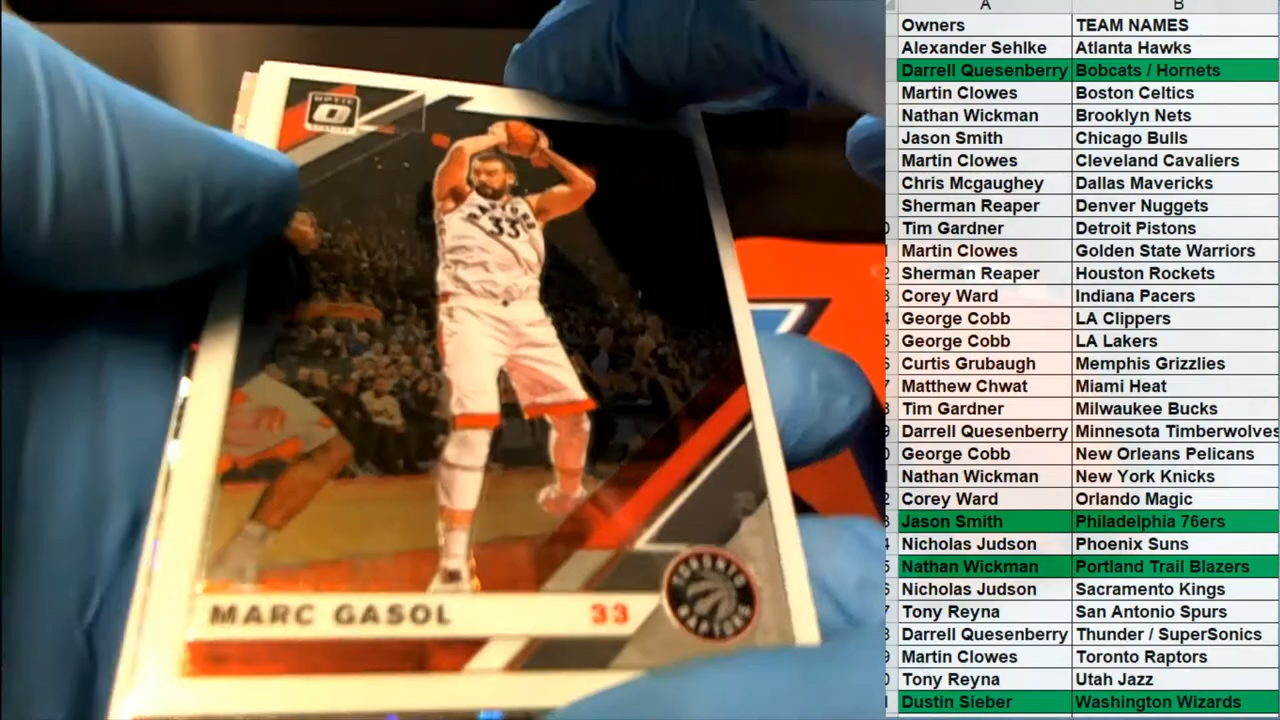 OPTIC
RAPTORS
33
MARC GASOL 33
TORONTO
RAPTORS
A B
Owners TEAM NAMES
Alexander Sehlke Atlanta Hawks
Darrell Quesenberry Bobcats / Hornets
Martin Clowes Boston Celtics
Nathan Wickman Brooklyn Nets
Jason Smith Chicago Bulls
Martin Clowes Cleveland Cavaliers
Chris Mcgaughey Dallas Mavericks
Sherman Reaper Denver Nuggets
Tim Gardner Detroit Pistons
Martin Clowes Golden State Warriors
Sherman Reaper Houston Rockets
Corey Ward Indiana Pacers
George Cobb LA Clippers
George Cobb LA Lakers
Curtis Grubaugh Memphis Grizzlies
Matthew Chwat Miami Heat
Tim Gardner Milwaukee Bucks
Darrell Quesenberry Minnesota Timberwolves
George Cobb New Orleans Pelicans
Nathan Wickman New York Knicks
Corey Ward Orlando Magic
Jason Smith Philadelphia 76ers
Nicholas Judson Phoenix Suns
Nathan Wickman Portland Trail Blazers
Nicholas Judson Sacramento Kings
Tony Reyna San Antonio Spurs
Darrell Quesenberry Thunder / SuperSonics
Martin Clowes Toronto Raptors
Tony Reyna Utah Jazz
Dustin Sieber Washington Wizards